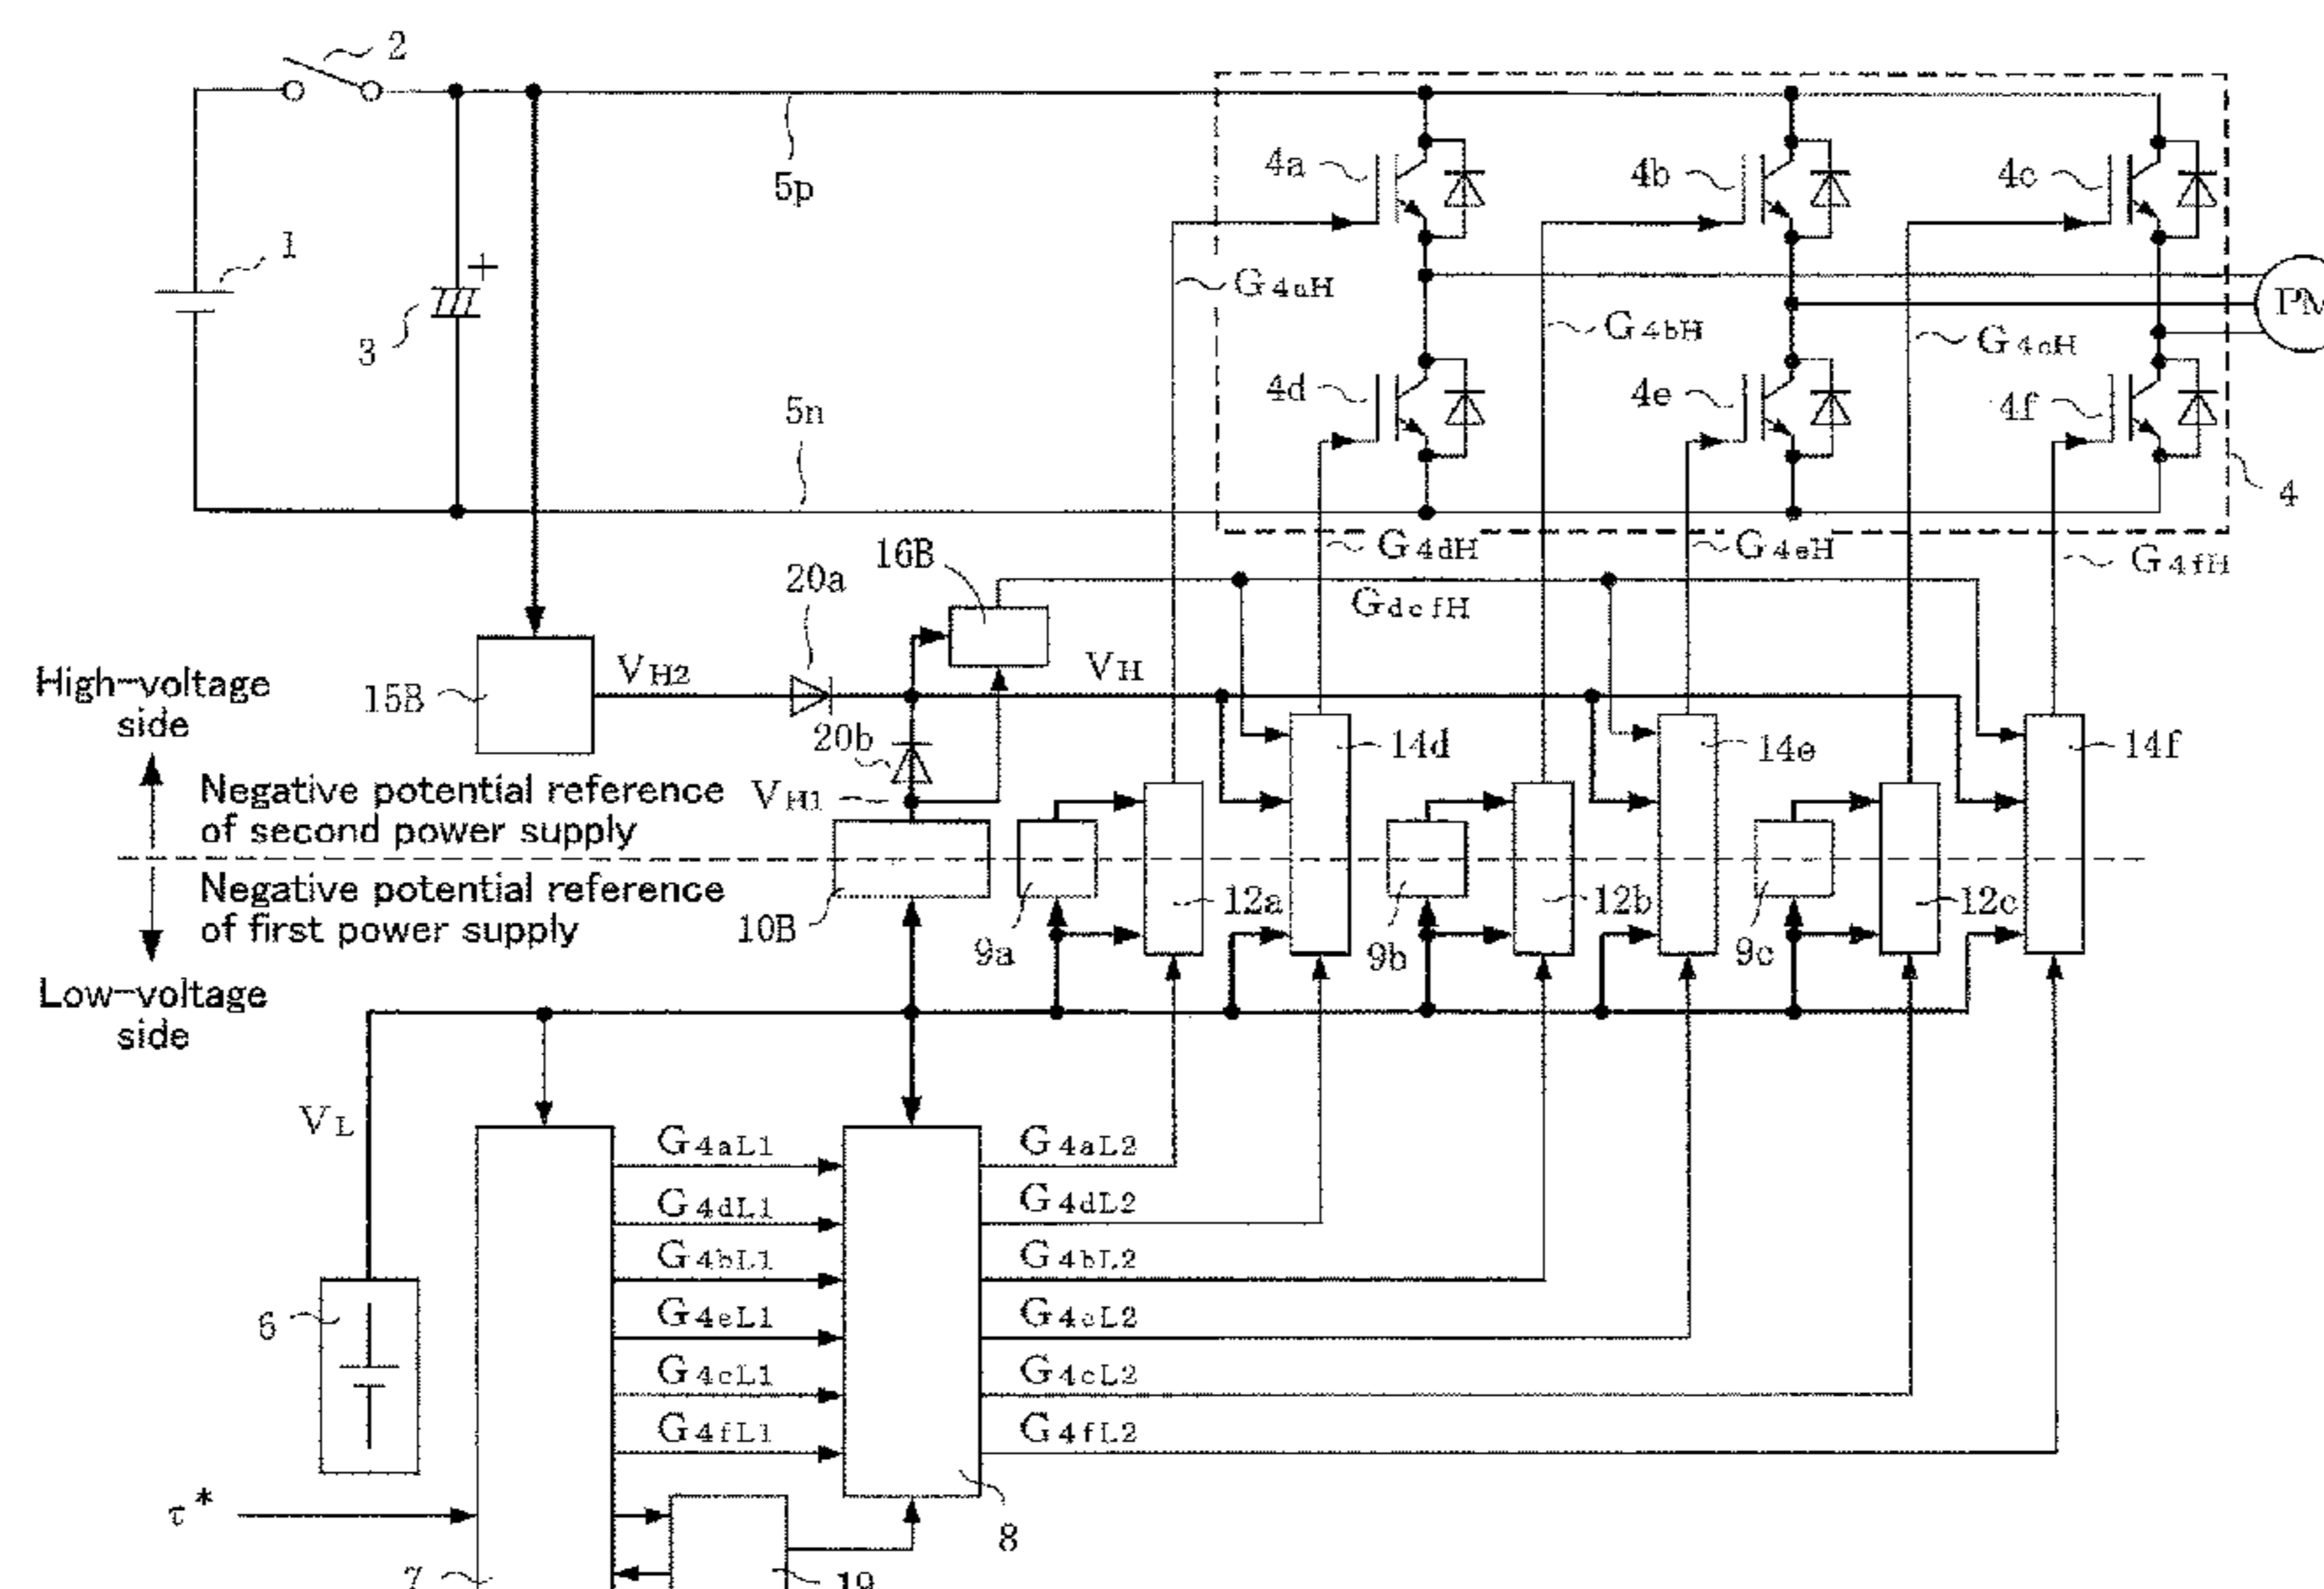 2
+
1
3
5p
5n
4a
4b
4c
G4aH
G4bH
G4cH
PM
4d
4e
4f
4
G4dH
G4eH
G4fH
16B
20a
GdefH
VH2
VH
15B
20b
14d
14e
14f
VH1
High-voltage
side
Negative potential reference
of second power supply
Negative potential reference
of first power supply
Low-voltage
side
10B
9a
12a
9b
12b
9c
12c
VL
G4aL1
G4aL2
G4dL1
G4dL2
G4bL1
G4bL2
G4eL1
G4eL2
G4cL1
G4cL2
G4fL1
G4fL2
6
τ*
8
7
19